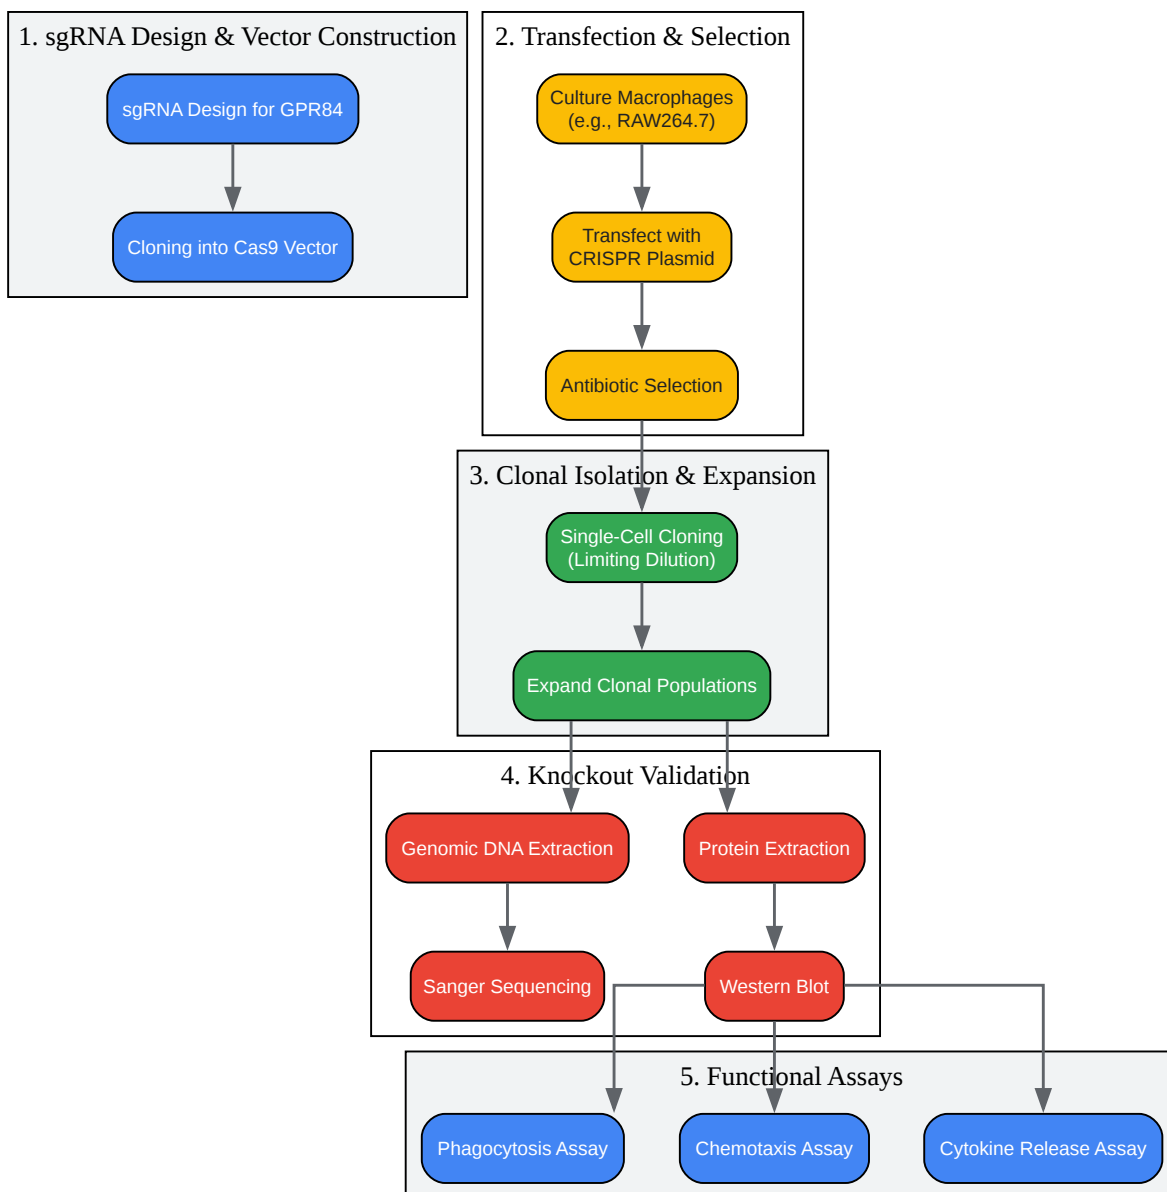 1. sgRNA Design & Vector Construction
sgRNA Design for GPR84
Cloning into Cas9 Vector
2. Transfection & Selection
Culture Macrophages
(e.g., RAW264.7)
Transfect with
CRISPR Plasmid
Antibiotic Selection
3. Clonal Isolation & Expansion
Single-Cell Cloning
(Limiting Dilution)
Expand Clonal Populations
4. Knockout Validation
Genomic DNA Extraction
Protein Extraction
Sanger Sequencing
Western Blot
5. Functional Assays
Phagocytosis Assay
Chemotaxis Assay
Cytokine Release Assay